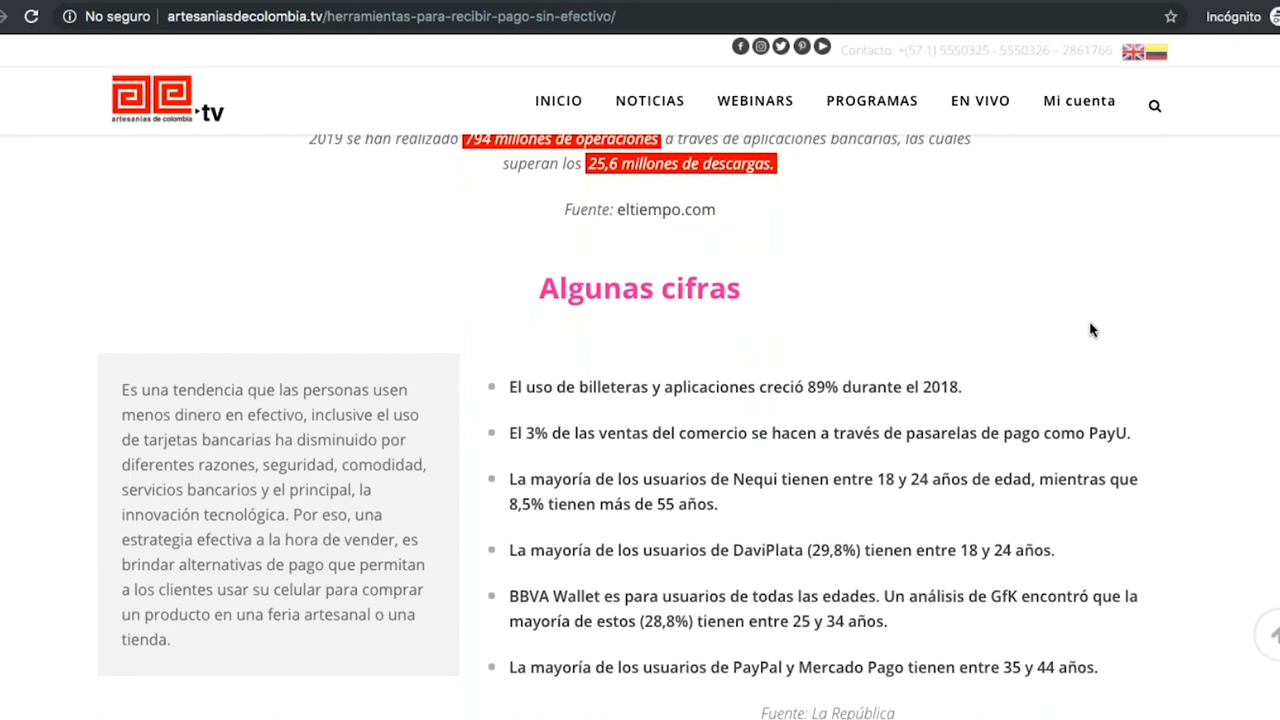 No seguro
artesaniasdecolombia.tv/herramientas-para-recibir-pago-sin-efectivo/
Incógnito
Contacto: +(57 1) 5550325 - 5550326 – 2861766
artesanías de colombia
tv
INICIO
NOTICIAS
WEBINARS
PROGRAMAS
EN VIVO
Mi cuenta
2019 se han realizado 794 millones de operaciones a través de aplicaciones bancarias, las cuales
superan los 25,6 millones de descargas.
Fuente: eltiempo.com
Algunas cifras
Es una tendencia que las personas usen
menos dinero en efectivo, inclusive el uso
de tarjetas bancarias ha disminuido por
diferentes razones, seguridad, comodidad,
servicios bancarios y el principal, la
innovación tecnológica. Por eso, una
estrategia efectiva a la hora de vender, es
brindar alternativas de pago que permitan
a los clientes usar su celular para comprar
un producto en una feria artesanal o una
tienda.
El uso de billeteras y aplicaciones creció 89% durante el 2018.
El 3% de las ventas del comercio se hacen a través de pasarelas de pago como PayU.
La mayoría de los usuarios de Nequi tienen entre 18 y 24 años de edad, mientras que
8,5% tienen más de 55 años.
La mayoría de los usuarios de DaviPlata (29,8%) tienen entre 18 y 24 años.
BBVA Wallet es para usuarios de todas las edades. Un análisis de GfK encontró que la
mayoría de estos (28,8%) tienen entre 25 y 34 años.
La mayoría de los usuarios de PayPal y Mercado Pago tienen entre 35 y 44 años.
Fuente: La República